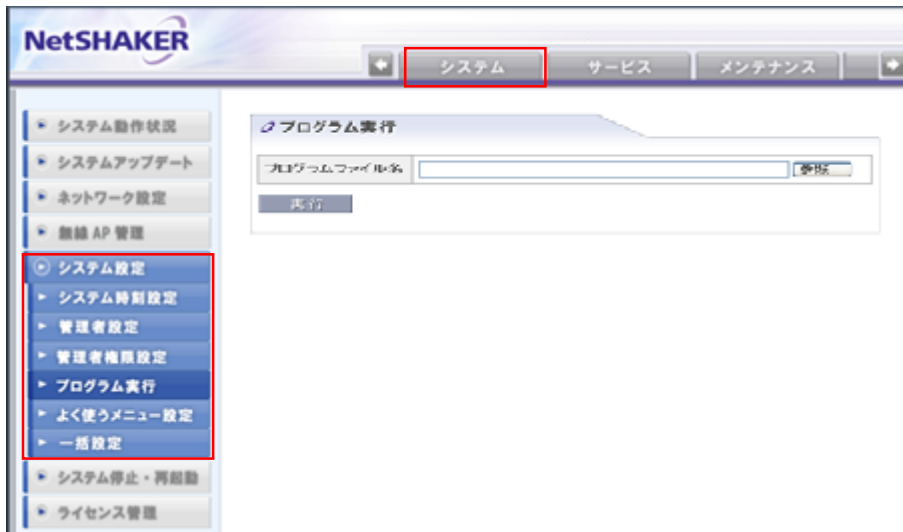 NetSHAKER
システム
サービス
メンテナンス
システム動作状況
システムアップデート
ネットワーク設定
無線 AP 管理
システム設定
システム時刻設定
管理者設定
管理者権限設定
プログラム実行
よく使うメニュー設定
一括設定
システム停止・再起動
ライセンス管理
プログラム実行
プログラムファイル名
参照
実行